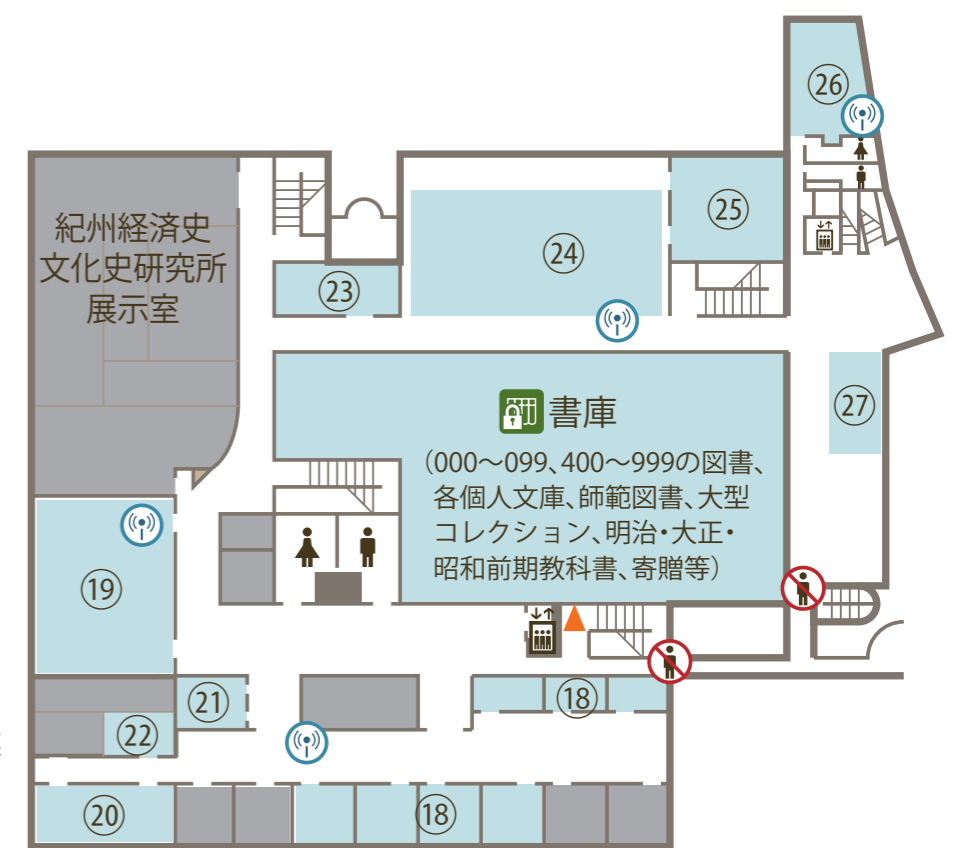 ㉖
紀州経済史
文化史研究所
展示室
㉕
㉔
㉓
㉗
書庫
（000～099、400～999の図書、
各個人文庫、師範図書、大型
コレクション、明治・大正・
昭和前期教科書、寄贈等）
⑲
㉑
⑱
㉒
⑳
⑱